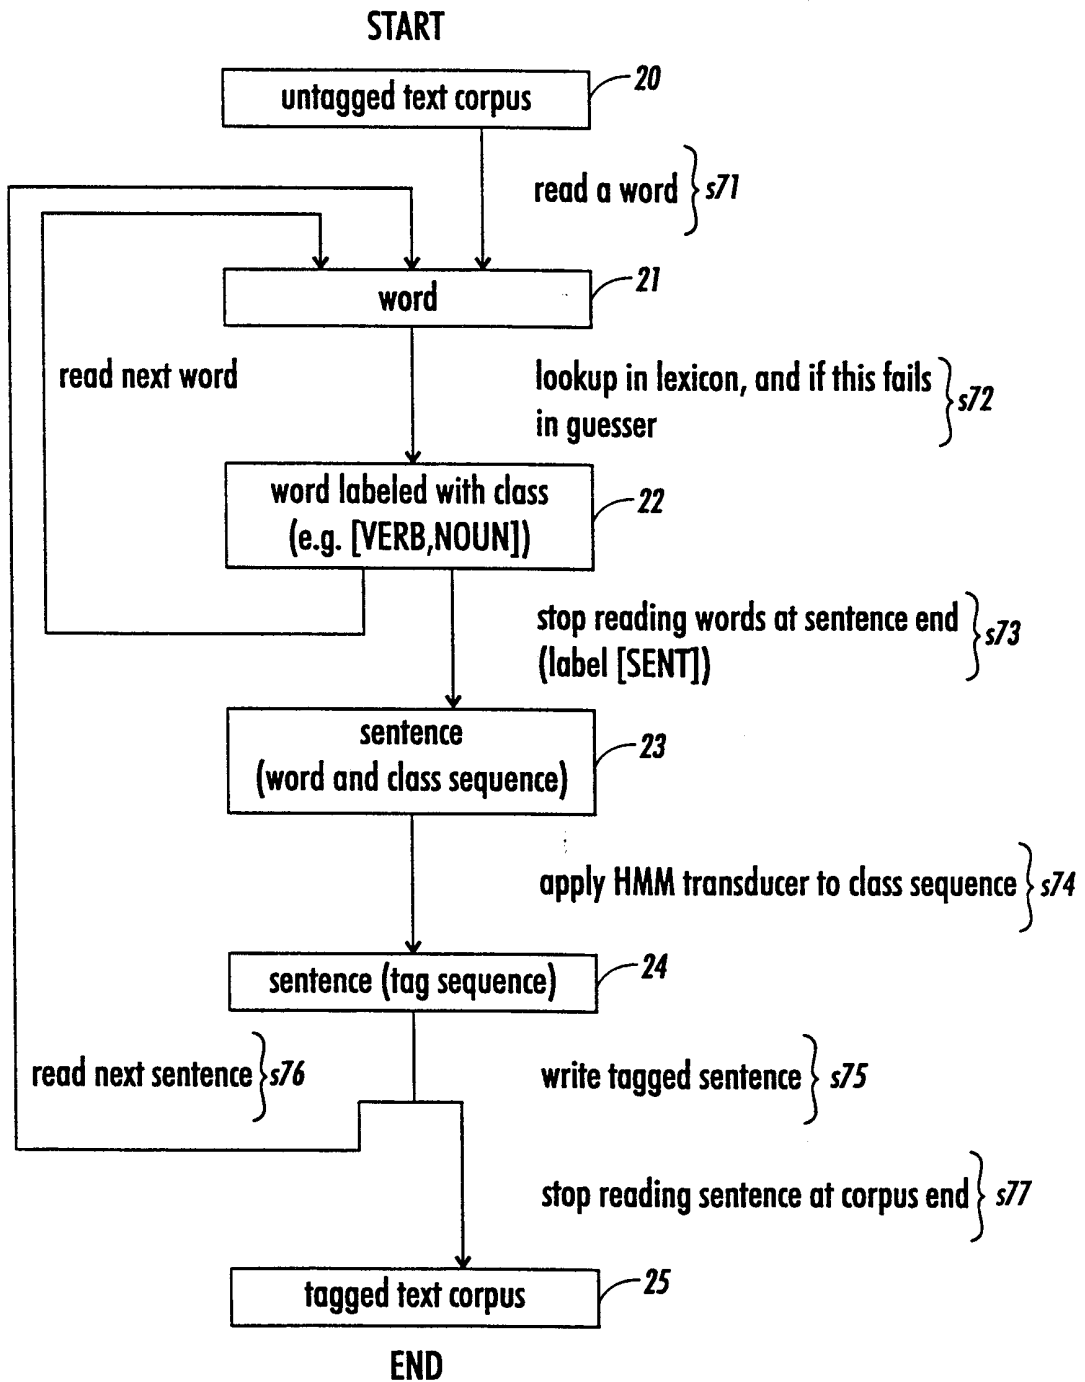 START
untagged text corpus
20
read a word
s71
word
21
read next word
lookup in lexicon, and if this fails
in guesser
s72
word labeled with class
(e.g. [VERB,NOUN])
22
stop reading words at sentence end
(label [SENT])
s73
sentence
(word and class sequence)
23
apply HMM transducer to class sequence
s74
sentence (tag sequence)
24
read next sentence
s76
write tagged sentence
s75
stop reading sentence at corpus end
s77
tagged text corpus
25
END